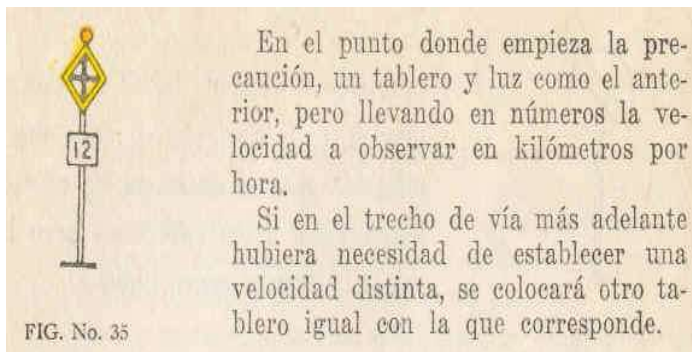 12
FIG. No. 35
En el punto donde empieza la pre-
caución, un tablero y luz como el ante-
rior, pero llevando en números la ve-
locidad a observar en kilómetros por
hora.
Si en el trecho de vía más adelante
hubiera necesidad de establecer una
velocidad distinta, se colocará otro ta-
blero igual con la que corresponde.